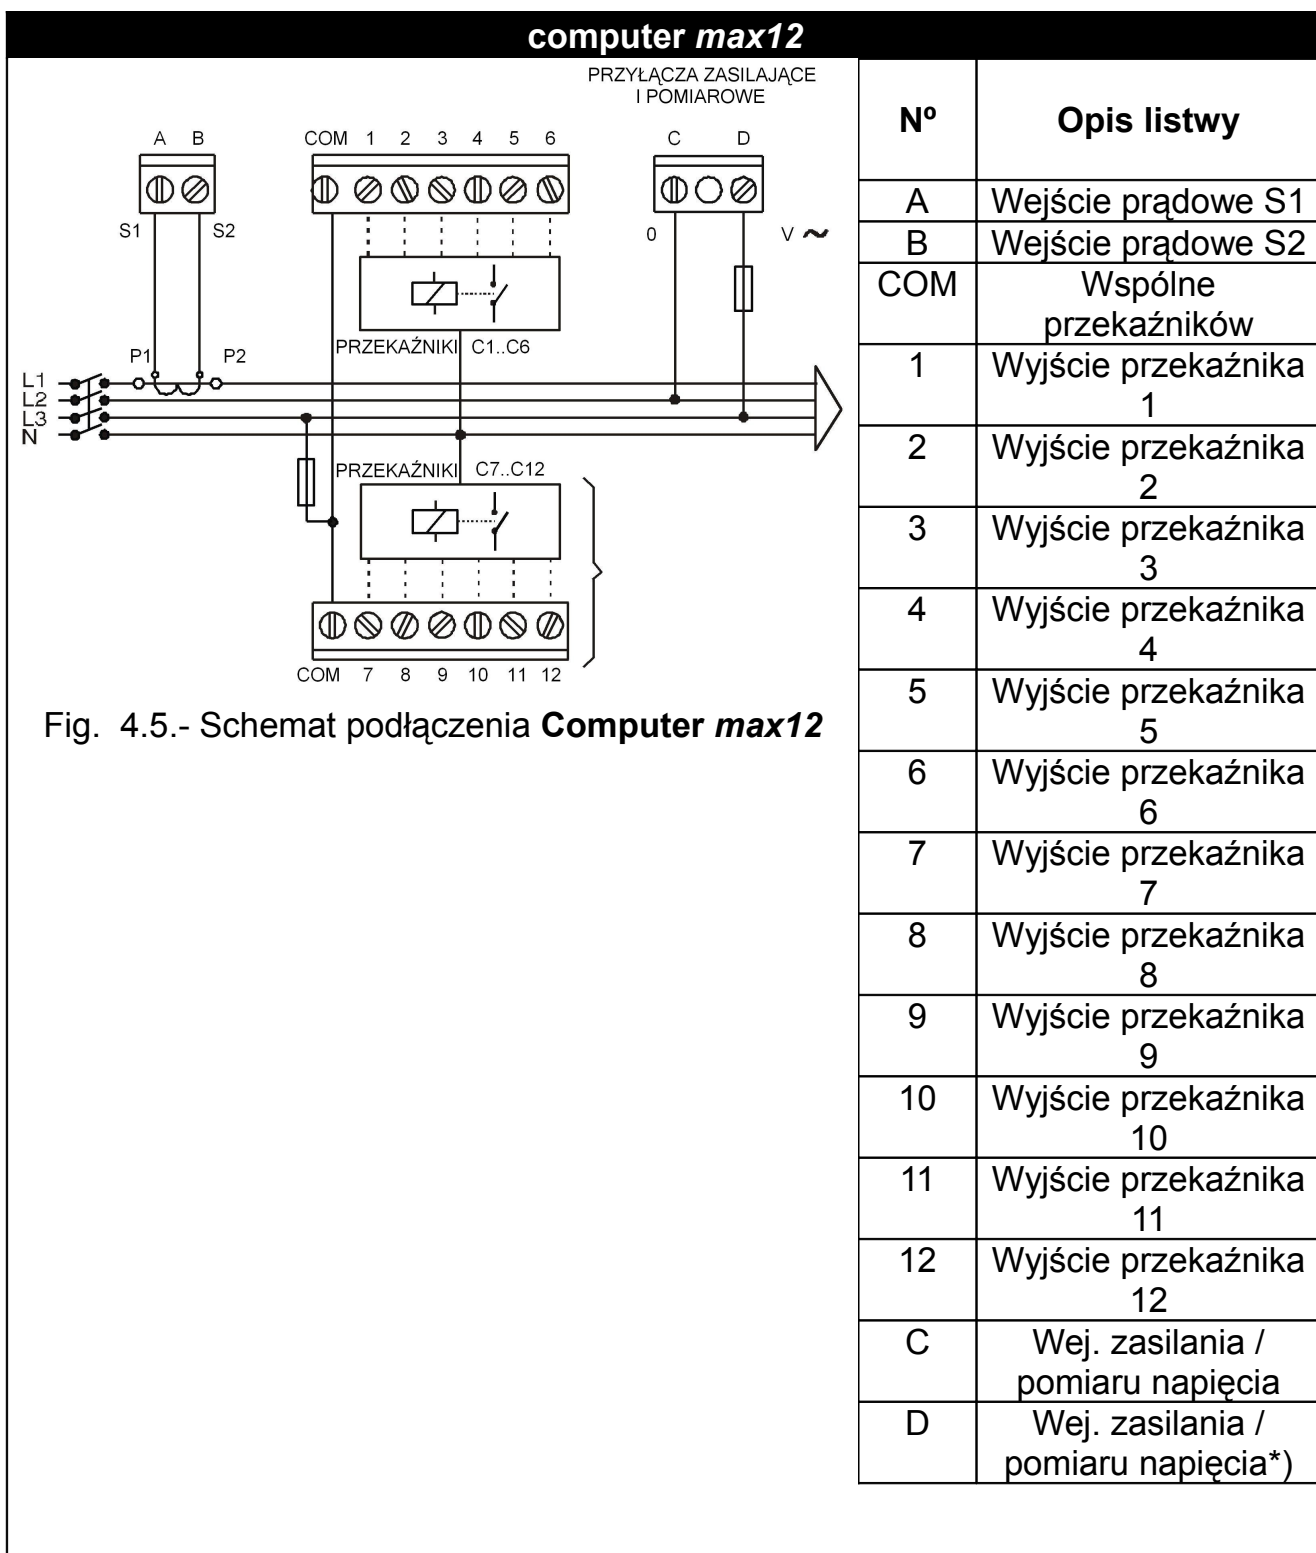 computer max12
PRZYŁĄCZA ZASILAJĄCE
I POMIAROWE
A B
COM 1 2 3 4 5 6
C D
S1 S2
0 V ~
PRZEKAŹNIKI C1..C6
P1 P2
L1
L2
L3
N
PRZEKAŹNIKI C7..C12
COM 7 8 9 10 11 12
Fig. 4.5.- Schemat podłączenia Computer max12
Nº Opis listwy
A Wejście prądowe S1
B Wejście prądowe S2
COM Wspólne
przekaźników
1 Wyjście przekaźnika
1
2 Wyjście przekaźnika
2
3 Wyjście przekaźnika
3
4 Wyjście przekaźnika
4
5 Wyjście przekaźnika
5
6 Wyjście przekaźnika
6
7 Wyjście przekaźnika
7
8 Wyjście przekaźnika
8
9 Wyjście przekaźnika
9
10 Wyjście przekaźnika
10
11 Wyjście przekaźnika
11
12 Wyjście przekaźnika
12
C Wej. zasilania /
pomiaru napięcia
D Wej. zasilania /
pomiaru napięcia*)